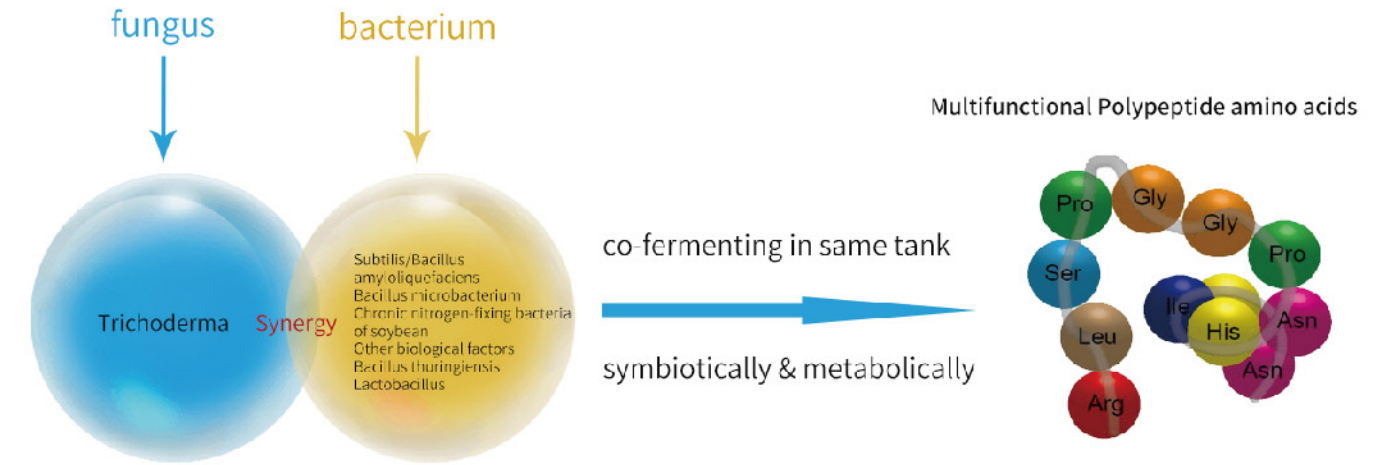 fungus
bacterium
Multifunctional Polypeptide amino acids
Trichoderma
Synergy
Subtilis/Bacillus
amyloliquefaciens
Bacillus microbacterium
Chronic nitrogen-fixing bacteria
of soybean
Other biological factors
Bacillus thuringiensis
Lactobacillus
co-fermenting in same tank
symbiotically & metabolically
Pro
Gly
Gly
Pro
Ser
Ile
His
Asn
Leu
Asn
Arg